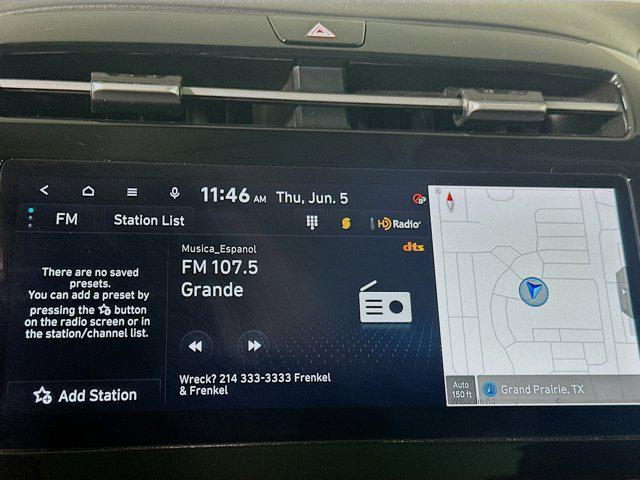 11:46 AM Thu, Jun. 5
FM
Station List
HD Radio
dts
There are no saved
presets.
You can add a preset by
pressing the button
on the radio screen or in
the station/channel list.
Add Station
Musica_Espanol
FM 107.5
Grande
Wreck? 214 333-3333 Frenkel
& Frenkel
Auto
150 ft
Grand Prairie, TX